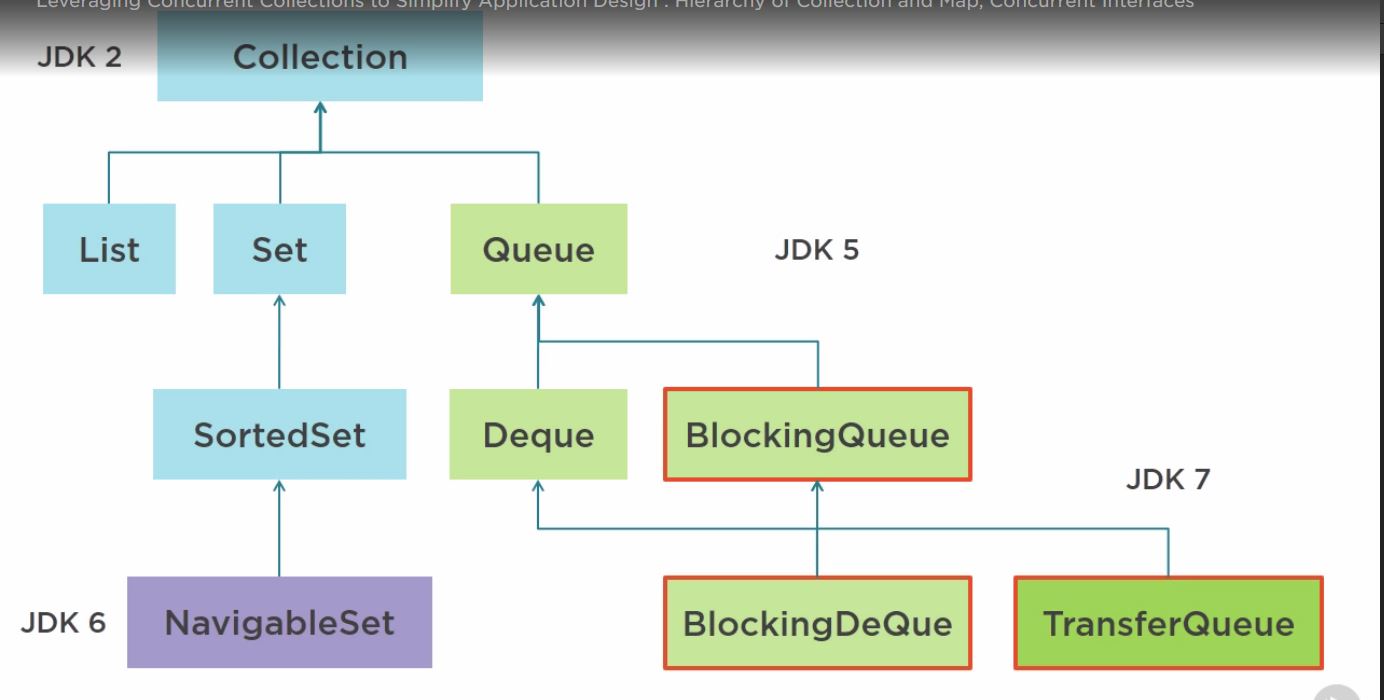 Leveraging Concurrent Collections to Simplify Application Design : Hierarchy of Collection and Map, Concurrent Interfaces
JDK 2
Collection
List
Set
Queue
JDK 5
SortedSet
Deque
BlockingQueue
JDK 7
JDK 6
NavigableSet
BlockingDeQue
TransferQueue